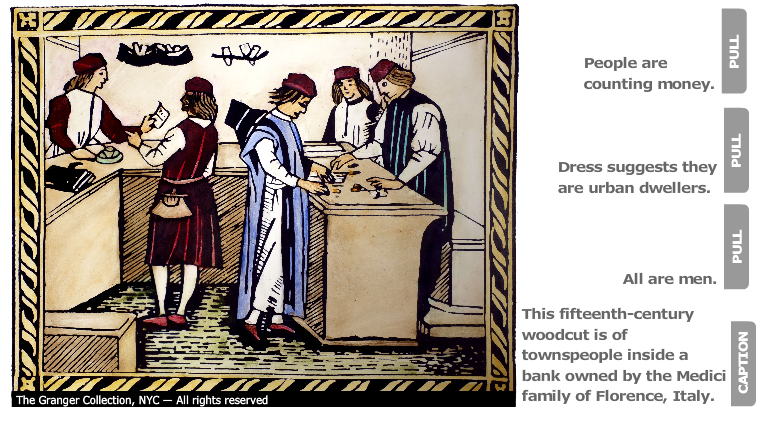 People are
counting money.
PULL
Dress suggests they
are urban dwellers.
PULL
All are men.
PULL
This fifteenth-century
woodcut is of
townspeople inside a
bank owned by the Medici
family of Florence, Italy.
CAPTION
The Granger Collection, NYC — All rights reserved